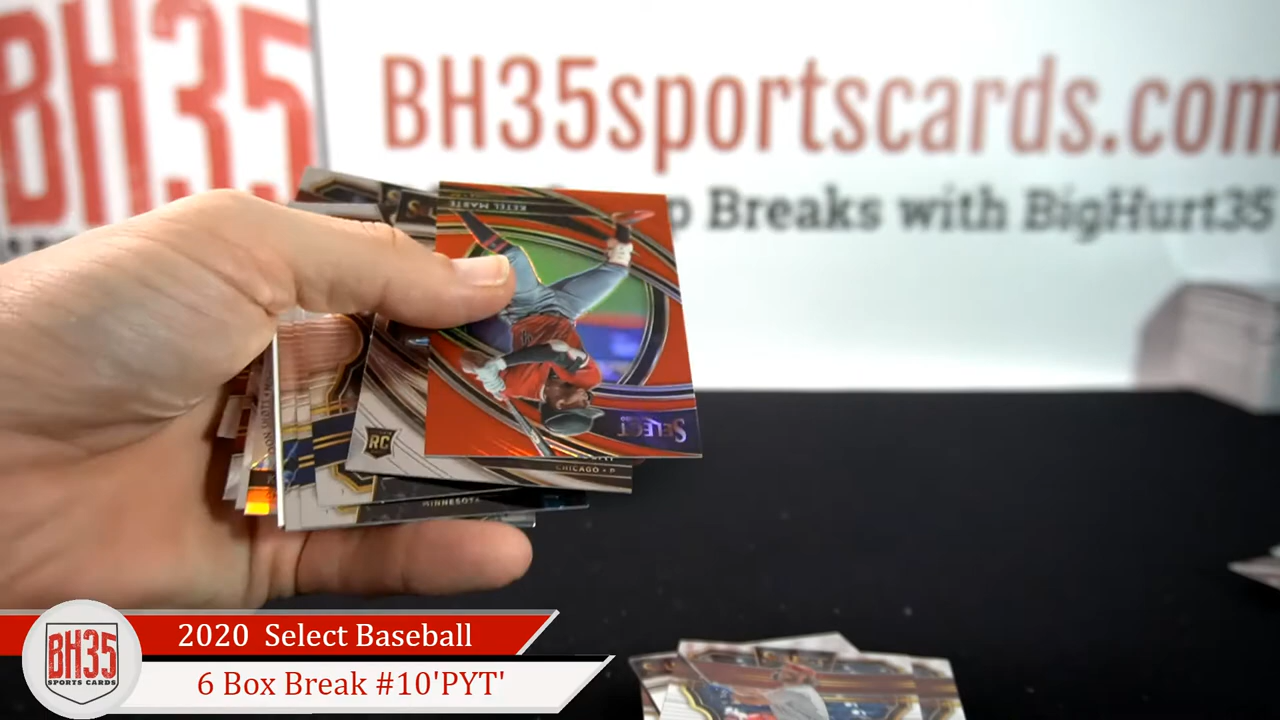 BH35
BH35sportscards.com
p Breaks with BigHurt35
KETEL MARTE
SELECT
RC
CHICAGO • P
MINNESOTA
2020 Select Baseball
6 Box Break #10'PYT'
BH35
SPORTS CARDS